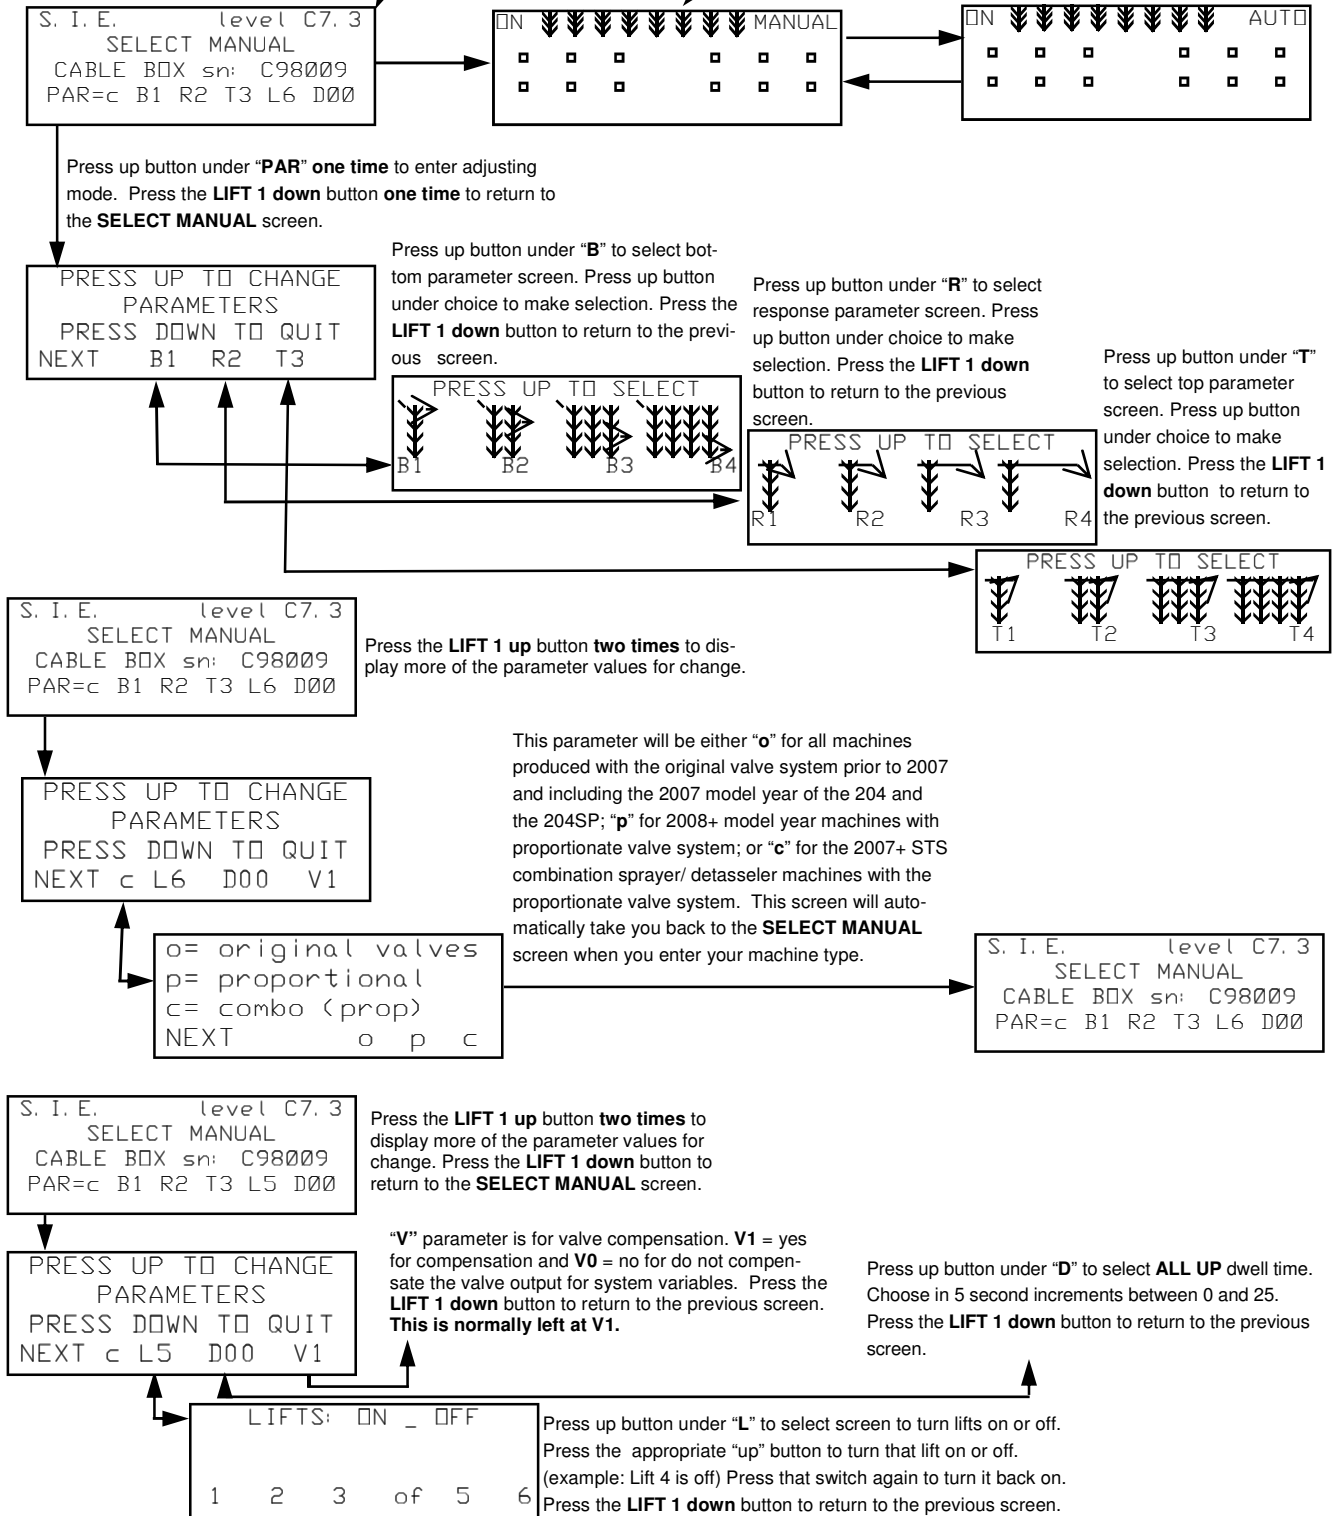 S. I. E. level C7. 3
SELECT MANUAL
CABLE BOX sn: C98009
PAR=c B1 R2 T3 L6 D00
ON MANUAL
ON AUTO
Press up button under “PAR” one time to enter adjusting
mode. Press the LIFT 1 down button one time to return to
the SELECT MANUAL screen.
PRESS UP TO CHANGE
PARAMETERS
PRESS DOWN TO QUIT
NEXT B1 R2 T3
Press up button under “B” to select bot-
tom parameter screen. Press up button
under choice to make selection. Press the
LIFT 1 down button to return to the previ-
ous screen.
PRESS UP TO SELECT
B1 B2 B3 B4
Press up button under “R” to select
response parameter screen. Press
up button under choice to make
selection. Press the LIFT 1 down
button to return to the previous
screen.
PRESS UP TO SELECT
R1 R2 R3 R4
Press up button under “T”
to select top parameter
screen. Press up button
under choice to make
selection. Press the LIFT 1
down button to return to
the previous screen.
PRESS UP TO SELECT
T1 T2 T3 T4
S. I. E. level C7. 3
SELECT MANUAL
CABLE BOX sn: C98009
PAR=c B1 R2 T3 L6 D00
Press the LIFT 1 up button two times to dis-
play more of the parameter values for change.
PRESS UP TO CHANGE
PARAMETERS
PRESS DOWN TO QUIT
NEXT c L6 D00 V1
This parameter will be either “o” for all machines
produced with the original valve system prior to 2007
and including the 2007 model year of the 204 and
the 204SP; “p” for 2008+ model year machines with
proportionate valve system; or “c” for the 2007+ STS
combination sprayer/ detasseler machines with the
proportionate valve system. This screen will auto-
matically take you back to the SELECT MANUAL
screen when you enter your machine type.
o= original valves
p= proportional
c= combo (prop)
NEXT o p c
S. I. E. level C7. 3
SELECT MANUAL
CABLE BOX sn: C98009
PAR=c B1 R2 T3 L6 D00
S. I. E. level C7. 3
SELECT MANUAL
CABLE BOX sn: C98009
PAR=c B1 R2 T3 L5 D00
Press the LIFT 1 up button two times to
display more of the parameter values for
change. Press the LIFT 1 down button to
return to the SELECT MANUAL screen.
PRESS UP TO CHANGE
PARAMETERS
PRESS DOWN TO QUIT
NEXT c L5 D00 V1
“V” parameter is for valve compensation. V1 = yes
for compensation and V0 = no for do not compen-
sate the valve output for system variables. Press the
LIFT 1 down button to return to the previous screen.
This is normally left at V1.
Press up button under “D” to select ALL UP dwell time.
Choose in 5 second increments between 0 and 25.
Press the LIFT 1 down button to return to the previous
screen.
LIFTS: ON _ OFF
1 2 3 of 5 6
Press up button under “L” to select screen to turn lifts on or off.
Press the appropriate “up” button to turn that lift on or off.
(example: Lift 4 is off) Press that switch again to turn it back on.
Press the LIFT 1 down button to return to the previous screen.